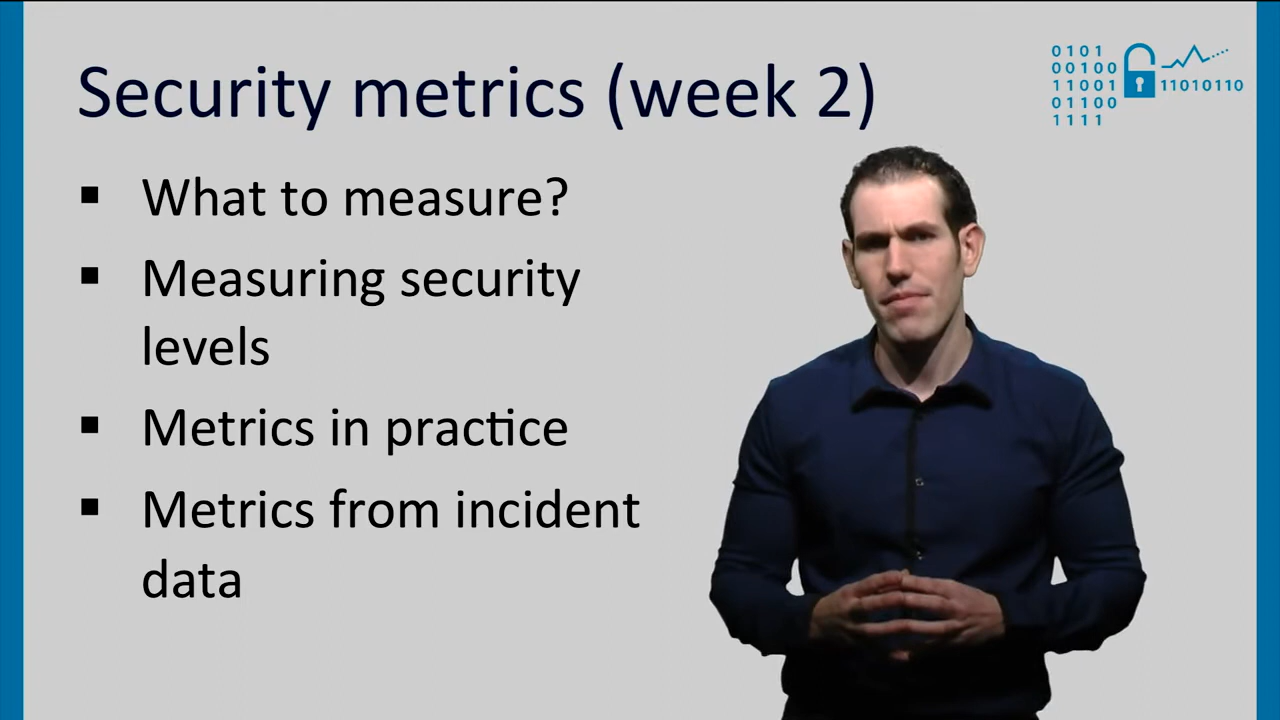 Security metrics (week 2)
0101
00100
11001
01100
1111
11010110
▪ What to measure?
▪ Measuring security
levels
▪ Metrics in practice
▪ Metrics from incident
data